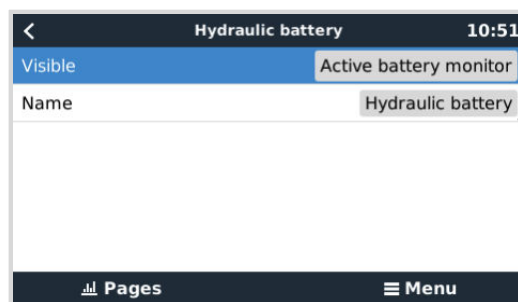 Hydraulic battery 10:51
Visible Active battery monitor
Name Hydraulic battery
Pages Menu